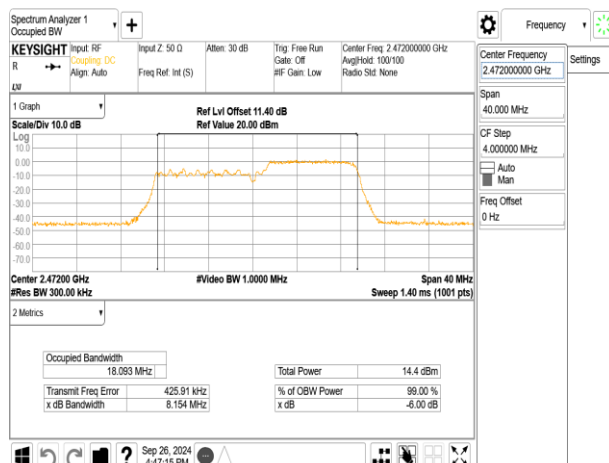 Spectrum Analyzer 1
Occupied BW
KEYSIGHT
R
LXI
Input: RF
Coupling: DC
Align: Auto
Input Z: 50 Ω
Freq Ref: Int (S)
Atten: 30 dB
Trig: Free Run
Gate: Off
#IF Gain: Low
Center Freq: 2.472000000 GHz
Avg|Hold: 100/100
Radio Std: None
1 Graph
Scale/Div 10.0 dB
Ref Lvl Offset 11.40 dB
Ref Value 20.00 dBm
Log
10.0
0.00
-10.0
-20.0
-30.0
-40.0
-50.0
-60.0
-70.0
Center 2.47200 GHz
#Res BW 300.00 kHz
#Video BW 1.0000 MHz
Span 40 MHz
Sweep 1.40 ms (1001 pts)
2 Metrics
Occupied Bandwidth
18.093 MHz
Transmit Freq Error 425.91 kHz
x dB Bandwidth 8.154 MHz
Total Power 14.4 dBm
% of OBW Power 99.00 %
x dB -6.00 dB
?
Sep 26, 2024
4:47:15 PM
Frequency
Settings
Center Frequency
2.472000000 GHz
Span
40.000 MHz
CF Step
4.000000 MHz
Auto
Man
Freq Offset
0 Hz